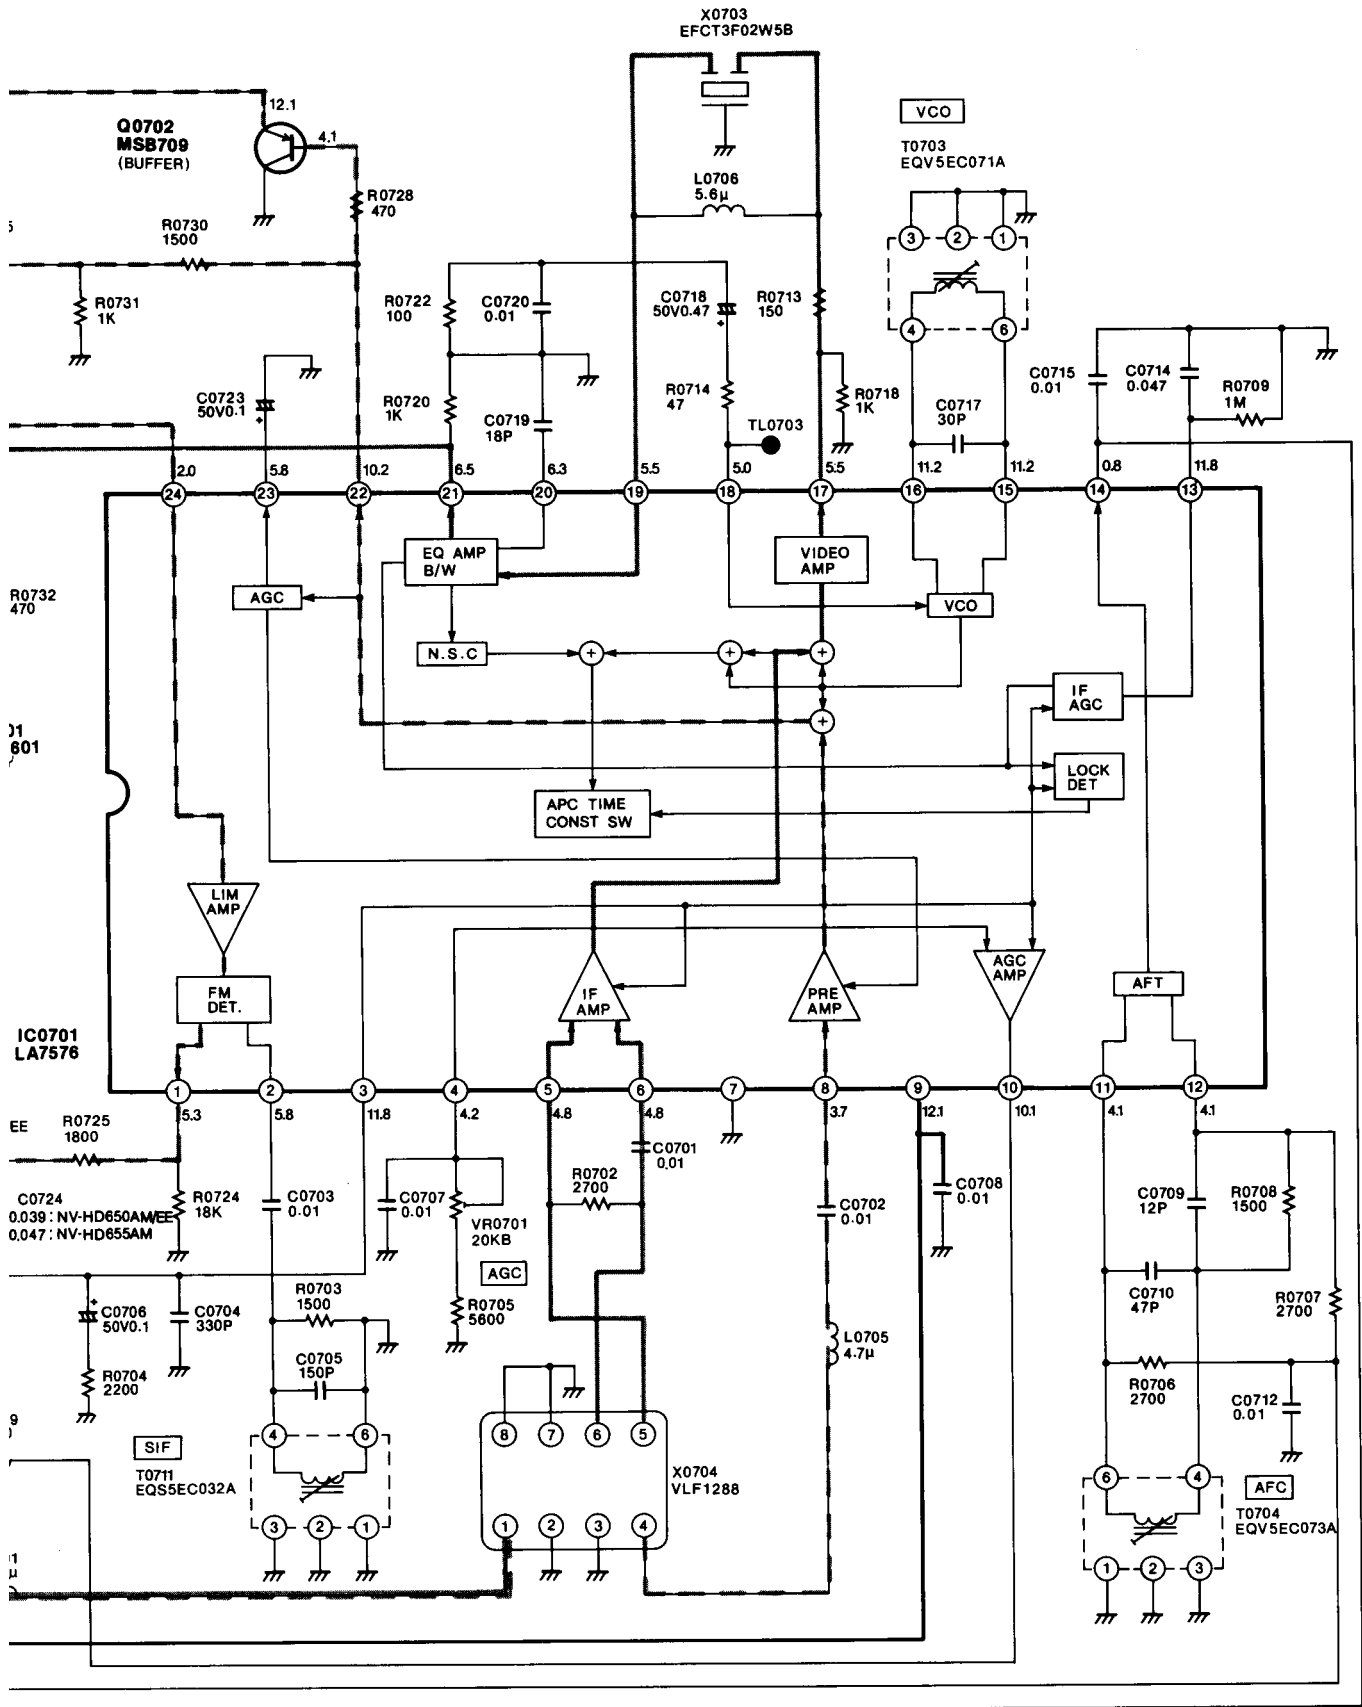 X0703
EFCT3F02W5B
VCO
T0703
EQV5EC071A
12.1
Q0702
MSB709
(BUFFER)
4.1
R0728
470
L0706
5.6μ
R0730
1500
R0731
1K
3 2 1
4 6
R0722
100
C0720
0.01
C0718
50V0.47
+
R0713
150
C0723
50V0.1
+
R0720
1K
C0719
18P
R0714
47
TL0703
R0718
1K
C0717
30P
C0715
0.01
C0714
0.047
R0709
1M
2.0 5.8 10.2 6.5 6.3 5.5 5.0 5.5 11.2 11.2 0.8 11.8
24 23 22 21 20 19 18 17 16 15 14 13
EQ AMP
B/W
VIDEO
AMP
R0732
470
AGC
VCO
N.S.C
+ + +
+
IF
AGC
01
601
LOCK
DET
APC TIME
CONST SW
LIM
AMP
IF
AMP
PRE
AMP
AGC
AMP
AFT
FM
DET.
IC0701
LA7576
1 2 3 4 5 6 7 8 9 10 11 12
5.3 5.8 11.8 4.2 4.8 4.8 3.7 12.1 10.1 4.1 4.1
EE
R0725
1800
C0701
0.01
R0702
2700
C0724
0.039: NV-HD650AM/EE
0.047: NV-HD655AM
R0724
18K
C0703
0.01
C0707
0.01
VR0701
20KB
AGC
C0702
0.01
C0708
0.01
C0709
12P
R0708
1500
C0710
47P
R0707
2700
+
C0706
50V0.1
C0704
330P
R0703
1500
R0705
5600
C0705
150P
R0704
2200
L0705
4.7μ
R0706
2700
C0712
0.01
SIF
T0711
EQS5EC032A
4 6
3 2 1
8 7 6 5
1 2 3 4
X0704
VLF1288
6 4
1 2 3
AFC
T0704
EQV5EC073A